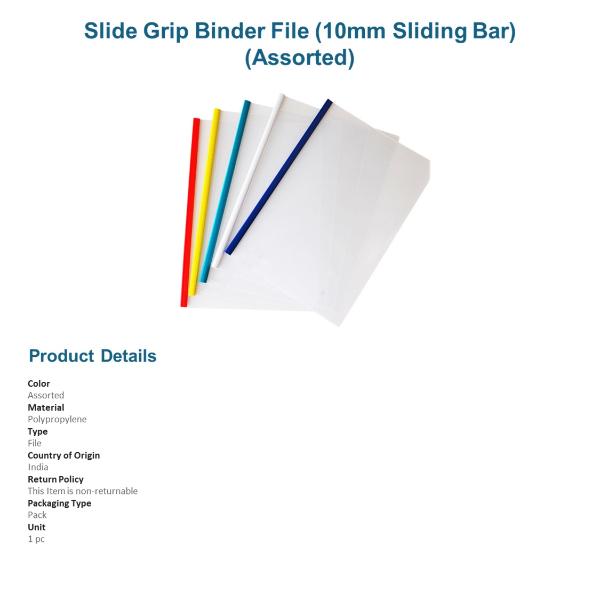 Slide Grip Binder File (10mm Sliding Bar)
(Assorted)
Product Details
Color
Assorted
Material
Polypropylene
Type
File
Country of Origin
India
Return Policy
This Item is non-returnable
Packaging Type
Pack
Unit
1 pc